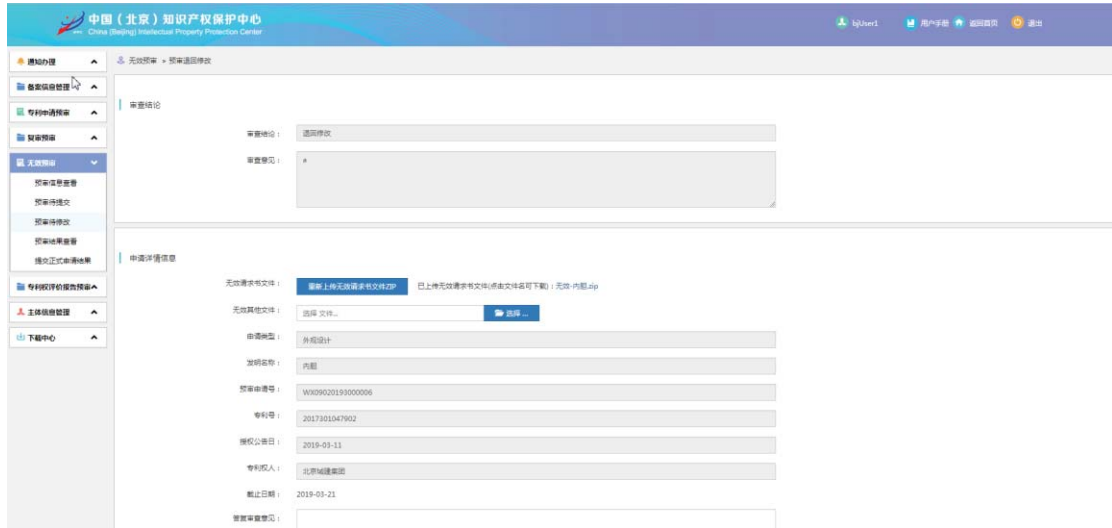 中国（北京）知识产权保护中心
China (Beijing) Intellectual Property Protection Center
bjUser1 用户手册 返回首页 退出
通知办理
备案信息管理
专利申请预审
复审预审
无效预审
预审信息查看
预审待提交
预审待修改
预审结果查看
提交正式申请结果
专利权评价报告预审
主体信息管理
下载中心
无效预审 » 预审退回修改
审查结论
审查结论： 退回修改
审查意见： #
申请详情信息
无效请求书文件： 重新上传无效请求书文件ZIP 已上传无效请求书文件(点击文件名可下载)：无效-内胆.zip
无效其他文件： 选择 文件... 选择 ...
申请类型： 外观设计
发明名称： 内胆
预审申请号： WX09020193000006
专利号： 2017301047902
授权公告日： 2019-03-11
专利权人： 北京城建集团
截止日期： 2019-03-21
答复审查意见：